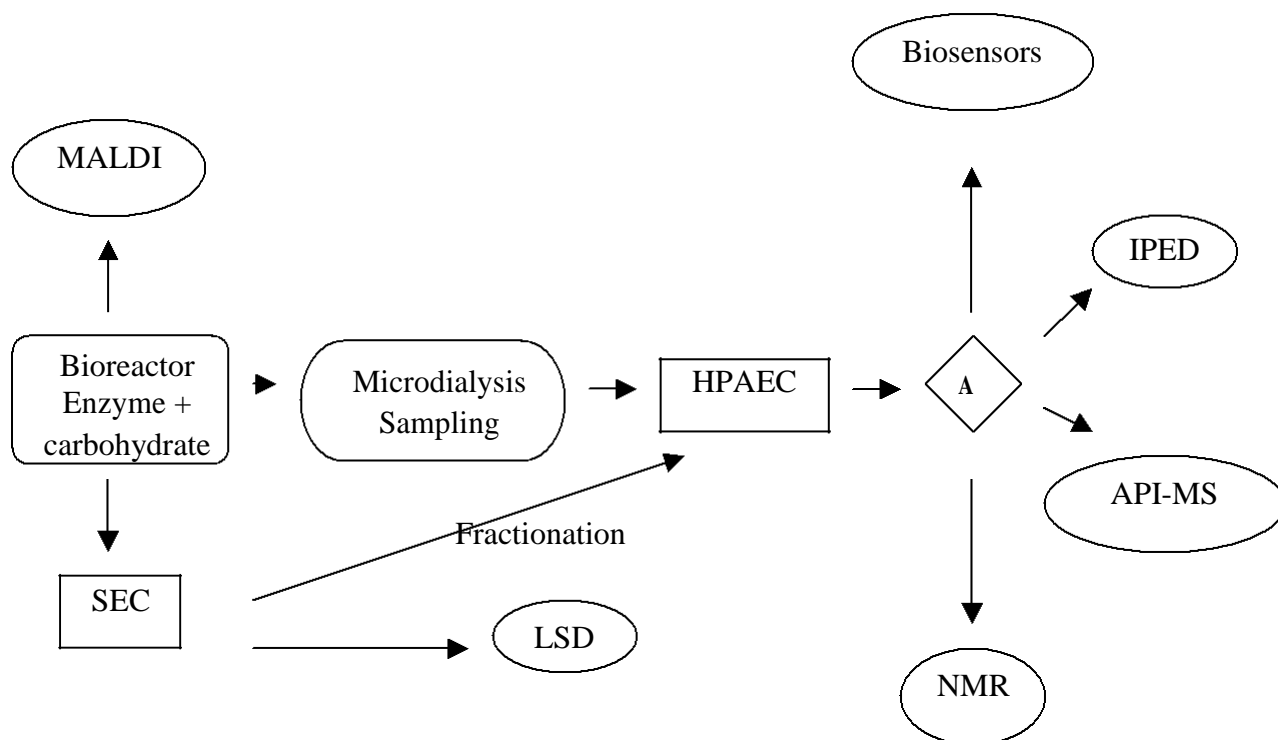 Biosensors
MALDI
IPED
Bioreactor
Enzyme +
carbohydrate
Microdialysis
Sampling
HPAEC
A
API-MS
Fractionation
SEC
LSD
NMR